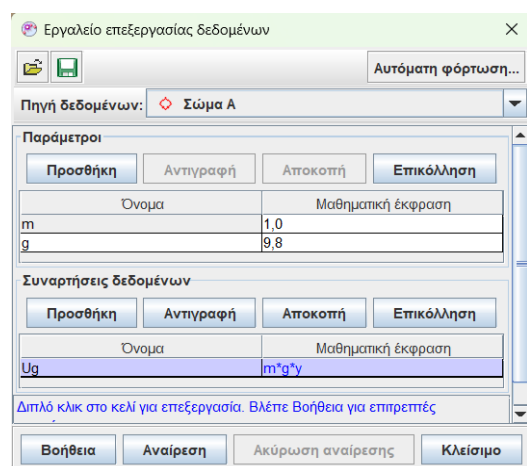 Εργαλείο επεξεργασίας δεδομένων
Αυτόματη φόρτωση...
Πηγή δεδομένων: Σώμα Α
Παράμετροι
Προσθήκη Αντιγραφή Αποκοπή Επικόλληση
Όνομα Μαθηματική έκφραση
m 1,0
g 9,8
Συναρτήσεις δεδομένων
Προσθήκη Αντιγραφή Αποκοπή Επικόλληση
Όνομα Μαθηματική έκφραση
Ug m*g*y
Διπλό κλικ στο κελί για επεξεργασία. Βλέπε Βοήθεια για επιτρεπτές
Βοήθεια Αναίρεση Ακύρωση αναίρεσης Κλείσιμο